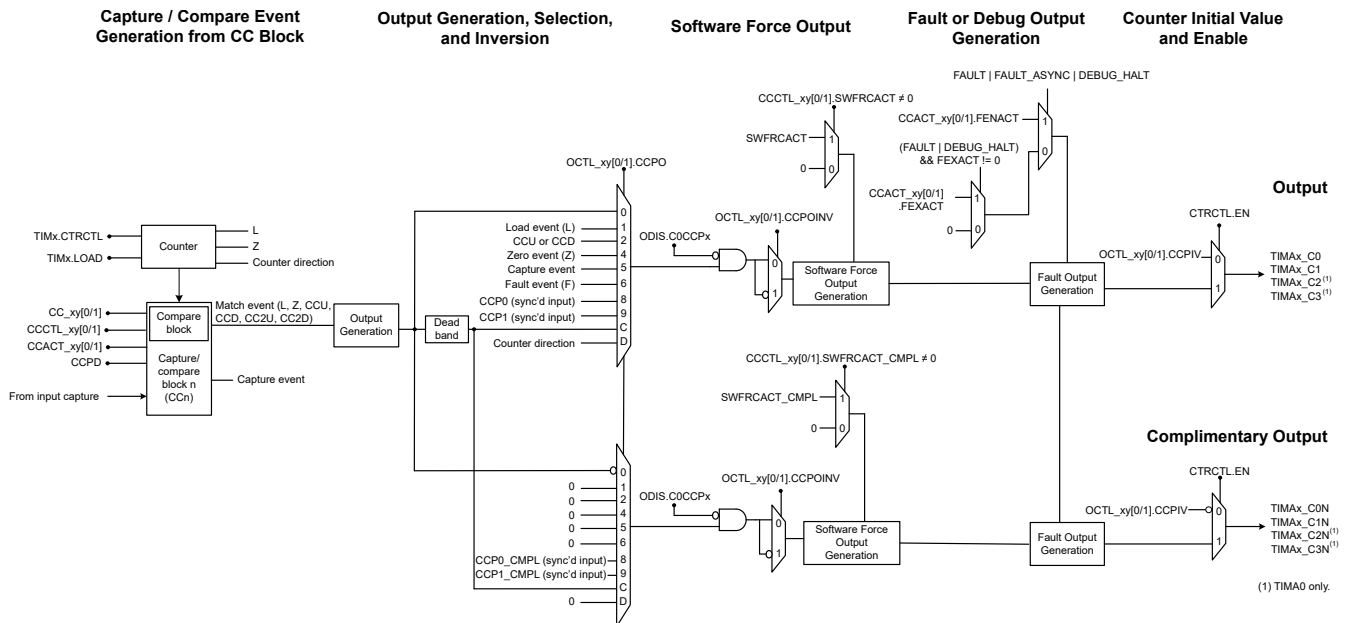 Capture / Compare Event
Generation from CC Block
Output Generation, Selection,
and Inversion
Software Force Output
Fault or Debug Output
Generation
Counter Initial Value
and Enable
FAULT | FAULT_ASYNC | DEBUG_HALT
CCCTL_xy[0/1].SWFRCACT ≠ 0
CCACT_xy[0/1].FENACT
1
0
SWFRCACT
1
0
0
(FAULT | DEBUG_HALT)
&& FEXACT != 0
CCACT_xy[0/1]
.FEXACT
1
0
0
OCTL_xy[0/1].CCPO
0
Load event (L)
1
CCU or CCD
2
Zero event (Z)
4
Capture event
5
Fault event (F)
6
CCP0 (sync'd input)
8
CCP1 (sync'd input)
9
C
Counter direction
D
OCTL_xy[0/1].CCPOINV
ODIS.C0CCPx
0
1
Software Force
Output
Generation
Fault Output
Generation
Output
CTRCTL.EN
OCTL_xy[0/1].CCPIV
0
1
TIMAx_C0
TIMAx_C1
TIMAx_C2(1)
TIMAx_C3(1)
TIMx.CTRCTL
TIMx.LOAD
Counter
L
Z
Counter direction
CC_xy[0/1]
CCCTL_xy[0/1]
CCACT_xy[0/1]
CCPD
From input capture
Compare
block
Capture/
compare
block n
(CCn)
Match event (L, Z, CCU,
CCD, CC2U, CC2D)
Capture event
Output
Generation
Dead
band
CCCTL_xy[0/1].SWFRCACT_CMPL ≠ 0
SWFRCACT_CMPL
1
0
0
0
0
1
0
2
0
4
0
5
0
6
CCP0_CMPL (sync'd input)
8
CCP1_CMPL (sync'd input)
9
C
0
D
OCTL_xy[0/1].CCPOINV
ODIS.C0CCPx
0
1
Software Force
Output
Generation
Fault Output
Generation
Complimentary Output
CTRCTL.EN
OCTL_xy[0/1].CCPIV
0
1
TIMAx_C0N
TIMAx_C1N
TIMAx_C2N(1)
TIMAx_C3N(1)
(1) TIMA0 only.